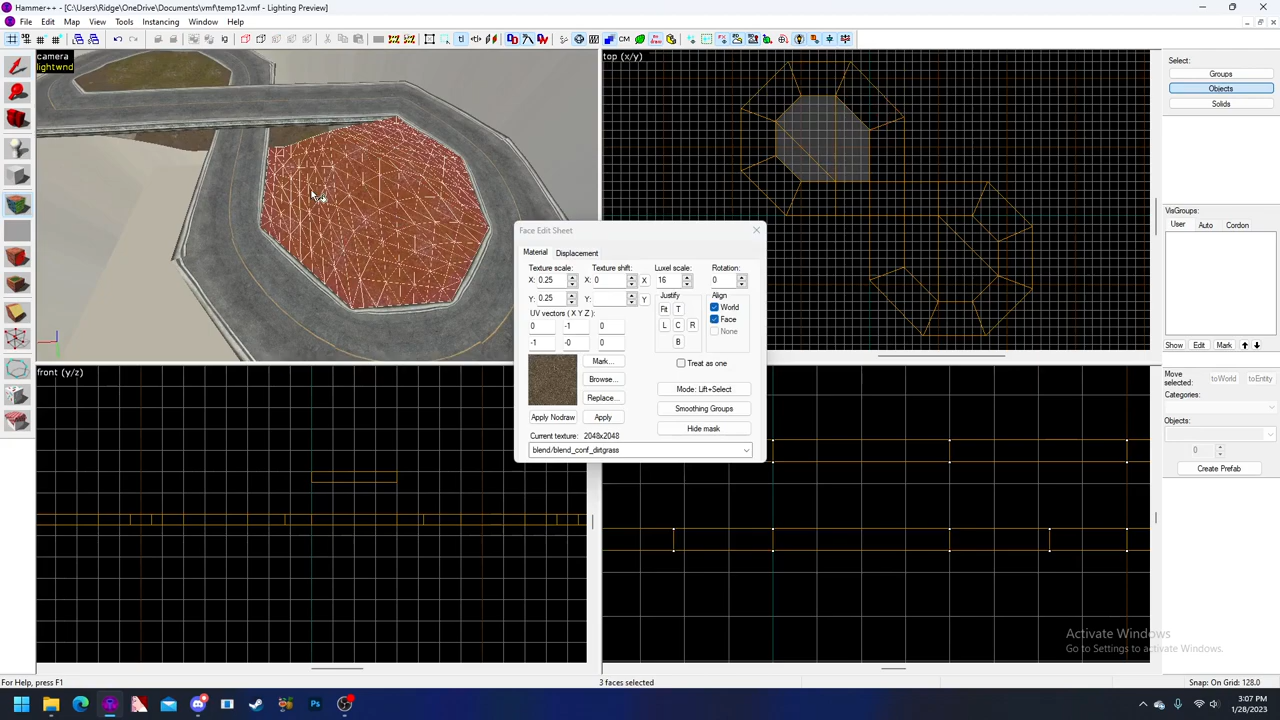 Hammer++ - [C:\Users\Ridge\OneDrive\Documents\vmf\temp12.vmf - Lighting Preview]
File Edit Map View Tools Instancing Window Help
camera
lightwnd
top (x/y)
Select:
Groups
Objects
Solids
VisGroups:
User Auto Cordon
Show Edit Mark
Move selected: toWorld toEntity
Categories:
Objects:
0
Create Prefab
Face Edit Sheet
Material Displacement
Texture scale: Texture shift: Luxel scale: Rotation:
X: 0.25 X: 0 X 16 0
Y: 0.25 Y: Y
Justify Align
UV vectors ( X Y Z ):
0 -1 0
-1 -0 0
Fit T
L C R
B
World
Face
None
Mark...
Treat as one
Browse...
Replace...
Apply Nodraw Apply
Mode: Lift+Select
Smoothing Groups
Hide mask
Current texture: 2048x2048
blend/blend_conf_dirtgrass
front (y/z)
Activate Windows
Go to Settings to activate Windows.
For Help, press F1
3 faces selected
Snap: On Grid: 128.0
3:07 PM
1/28/2023